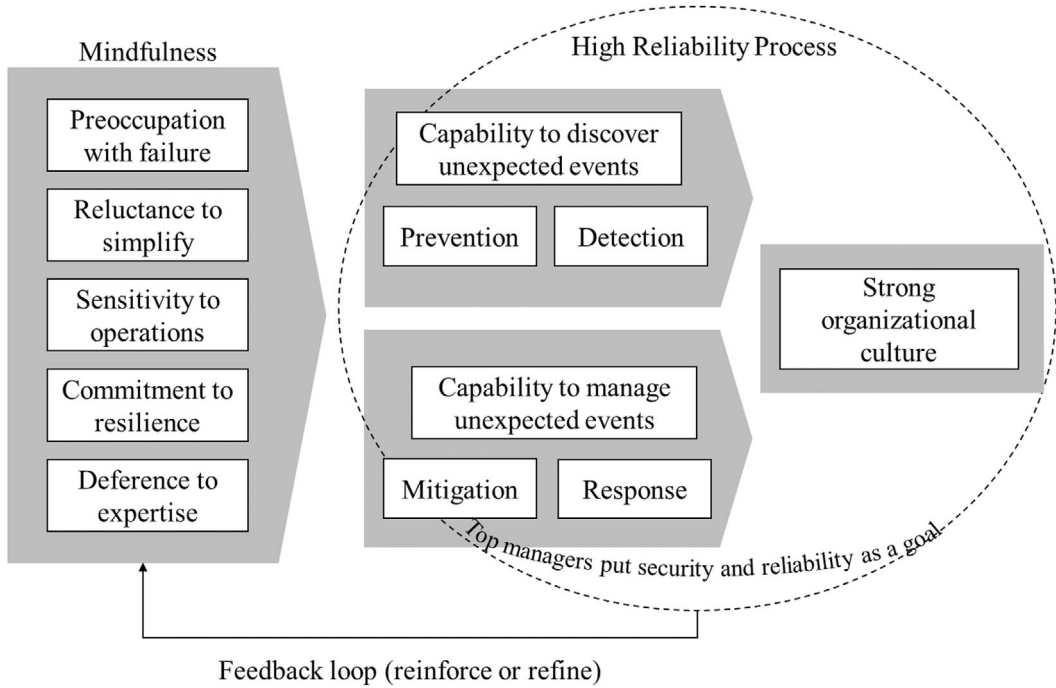 Mindfulness
Preoccupation
with failure
Reluctance to
simplify
Sensitivity to
operations
Commitment to
resilience
Deference to
expertise
High Reliability Process
Capability to discover
unexpected events
Prevention
Detection
Capability to manage
unexpected events
Mitigation
Response
Strong
organizational
culture
Top managers put security and reliability as a goal
Feedback loop (reinforce or refine)